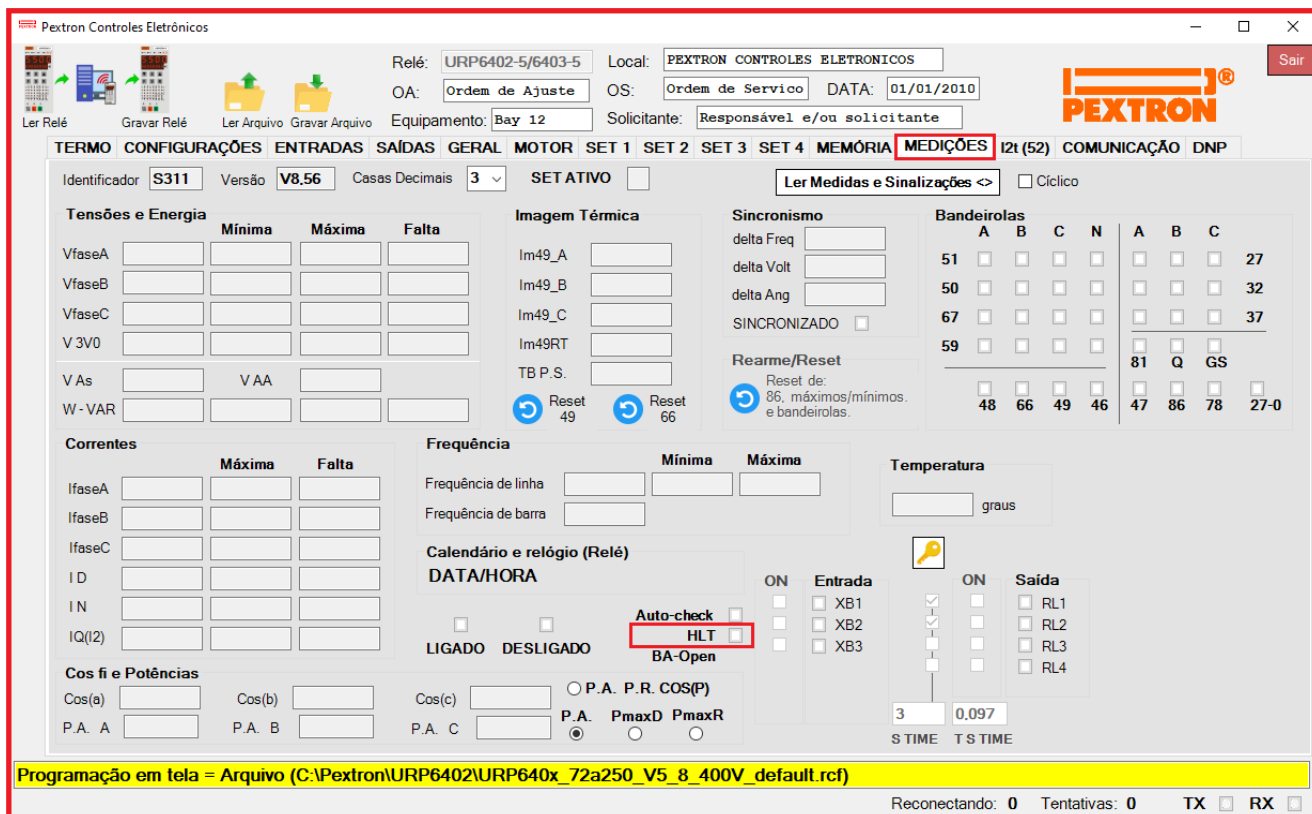 Pextron Controles Eletrônicos
Relé: URP6402-5/6403-5 Local: PEXTRON CONTROLES ELETRONICOS Sair
OA: Ordem de Ajuste OS: Ordem de Servico DATA: 01/01/2010
PEXTRON
Ler Relé Gravar Relé Ler Arquivo Gravar Arquivo Equipamento: Bay 12 Solicitante: Responsável e/ou solicitante
TERMO CONFIGURAÇÕES ENTRADAS SAÍDAS GERAL MOTOR SET 1 SET 2 SET 3 SET 4 MEMÓRIA MEDIÇÕES I2t (52) COMUNICAÇÃO DNP
Identificador S311 Versão V8.56 Casas Decimais 3 SET ATIVO Ler Medidas e Sinalizações <> Cíclico
Tensões e Energia
Mínima Máxima Falta
VfaseA
VfaseB
VfaseC
V 3V0
V As V AA
W - VAR
Imagem Térmica
Im49_A
Im49_B
Im49_C
Im49RT
TB P.S.
Reset 49 Reset 66
Sincronismo
delta Freq
delta Volt
delta Ang
SINCRONIZADO
Rearme/Reset
Reset de:
86, máximos/mínimos.
e bandeirolas.
Bandeirolas
A B C N A B C
51 27
50 32
67 37
59
81 Q GS
48 66 49 46 47 86 78 27-0
Correntes
Máxima Falta
IfaseA
IfaseB
IfaseC
I D
I N
IQ(I2)
Frequência
Mínima Máxima
Frequência de linha
Frequência de barra
Temperatura
graus
Calendário e relógio (Relé)
DATA/HORA
LIGADO DESLIGADO
Auto-check
HLT
BA-Open
ON Entrada
XB1
XB2
XB3
ON Saída
RL1
RL2
RL3
RL4
3 0,097
S TIME T S TIME
Cos fi e Potências
Cos(a) Cos(b) Cos(c) P.A. P.R. COS(P)
P.A. A P.A. B P.A. C P.A. PmaxD PmaxR
Programação em tela = Arquivo (C:\Pextron\URP6402\URP640x_72a250_V5_8_400V_default.rcf)
Reconectando: 0 Tentativas: 0 TX RX